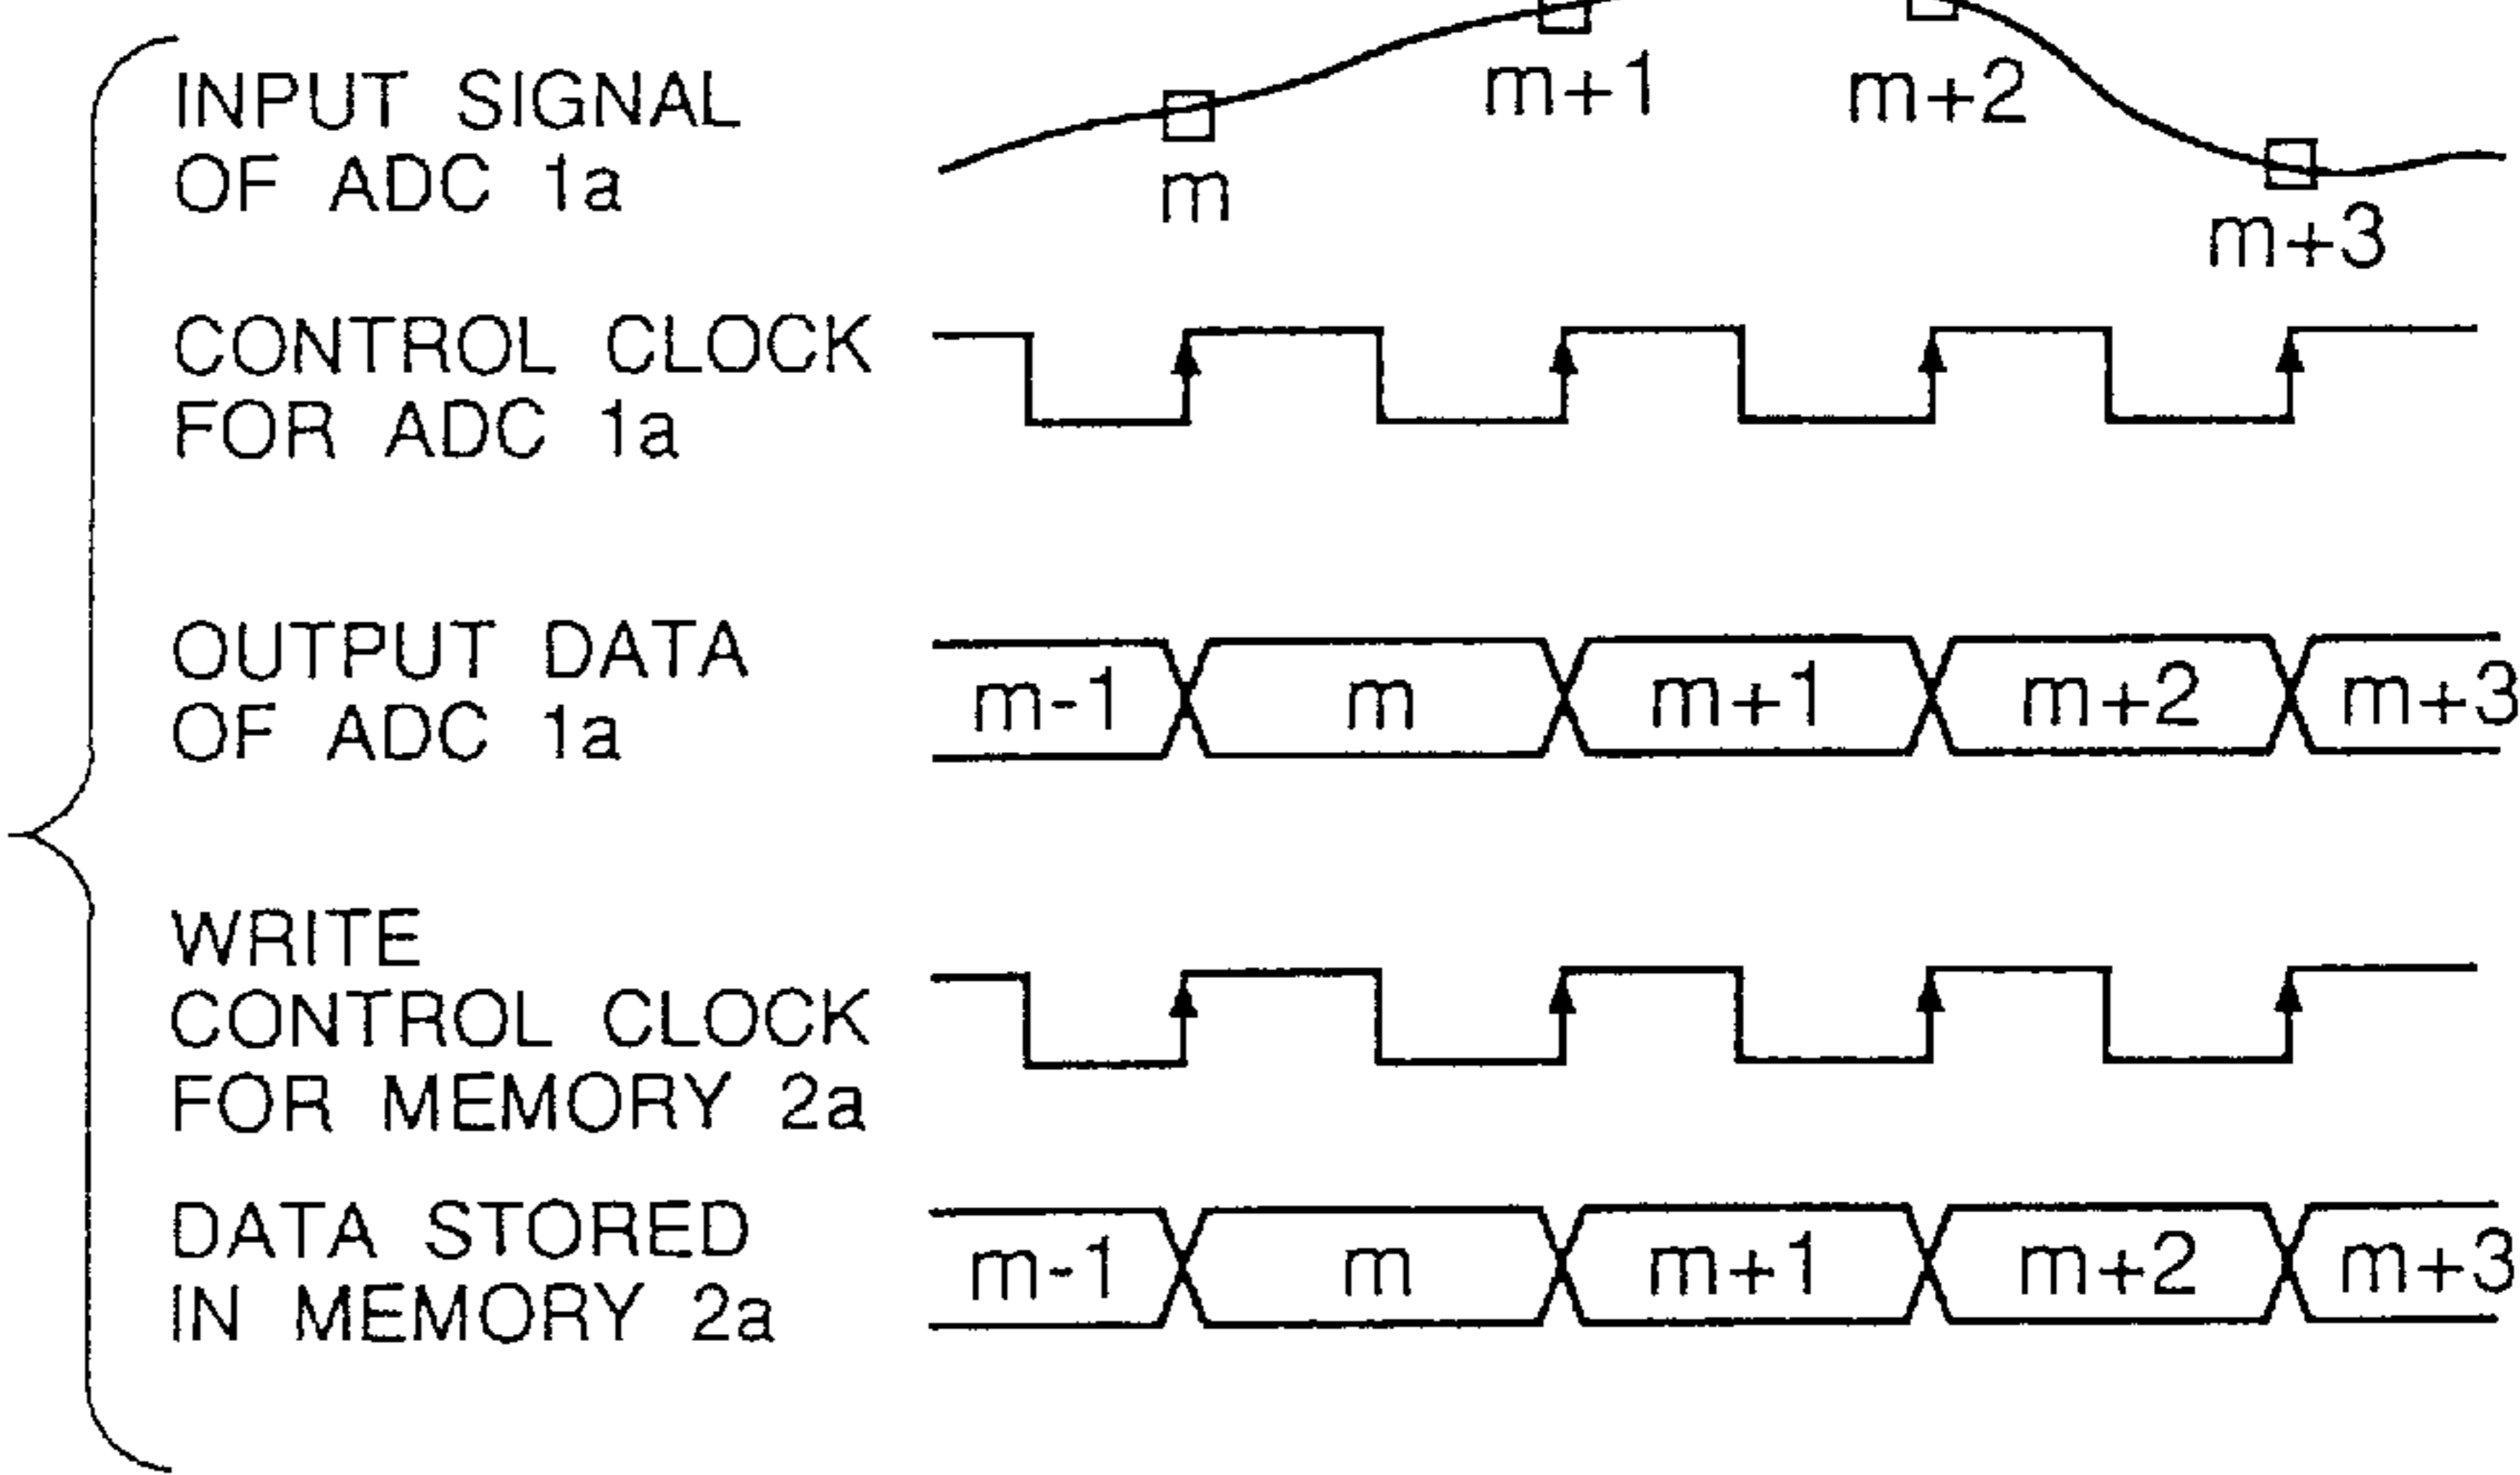 INPUT SIGNAL
OF ADC 1a
m
m+1
m+2
m+3
CONTROL CLOCK
FOR ADC 1a
OUTPUT DATA
OF ADC 1a
m-1 m m+1 m+2 m+3
WRITE
CONTROL CLOCK
FOR MEMORY 2a
DATA STORED
IN MEMORY 2a
m-1 m m+1 m+2 m+3